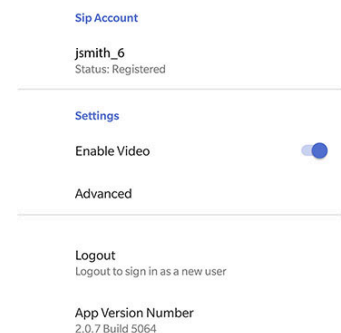 Sip Account
jsmith_6
Status: Registered
Settings
Enable Video
Advanced
Logout
Logout to sign in as a new user
App Version Number
2.0.7 Build 5064